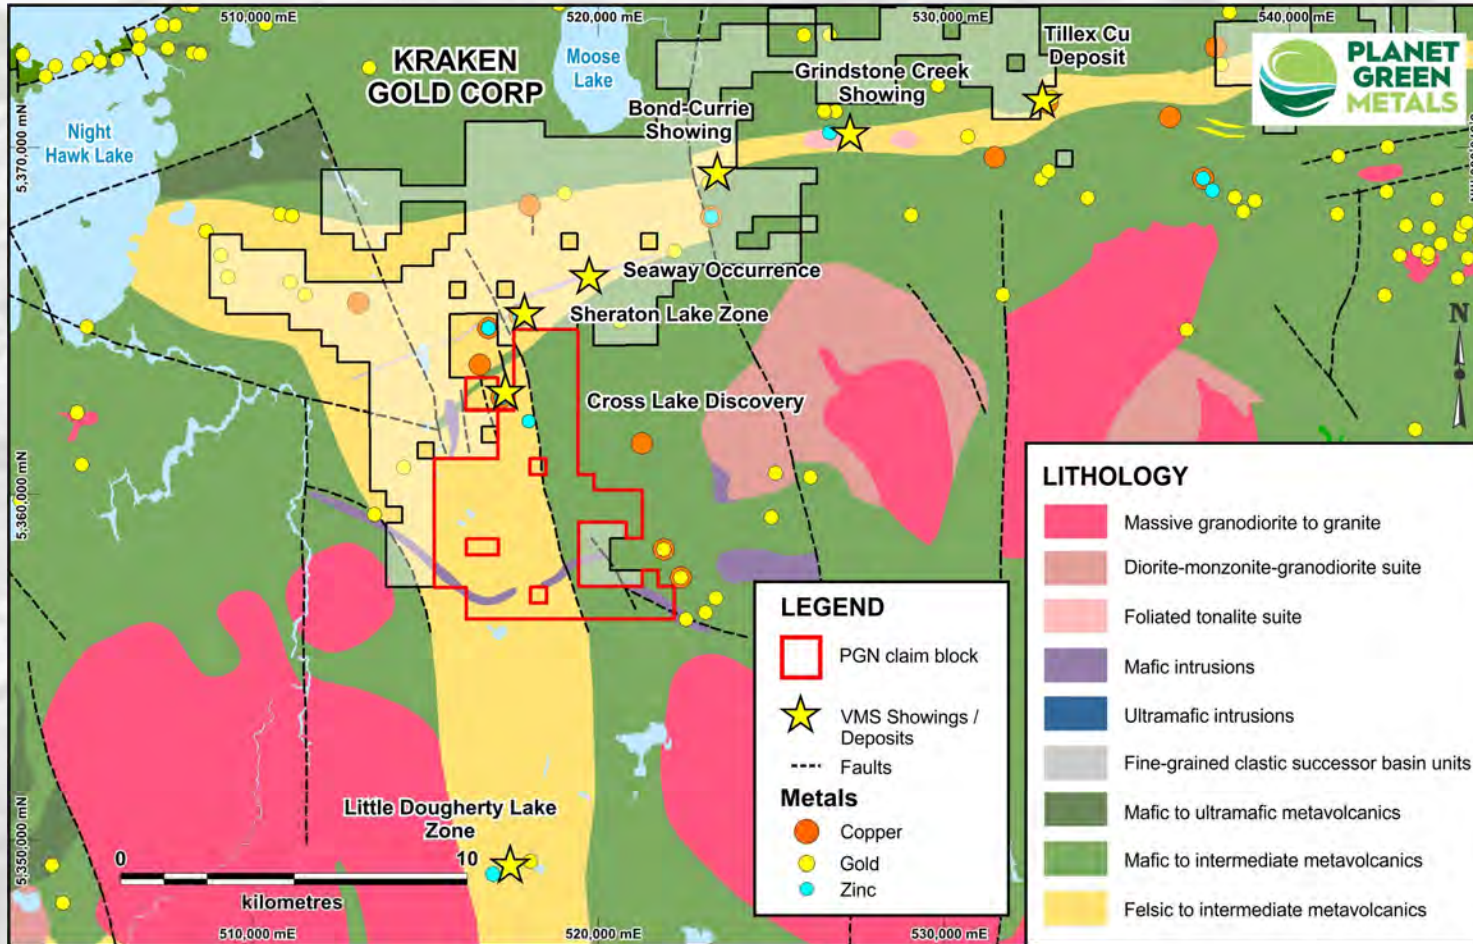 510,000 mE
520,000 mE
530,000 mE
540,000 mE
KRAKEN
GOLD CORP
Moose
Lake
Tillex Cu
Deposit
Grindstone Creek
Showing
Bond-Currie
Showing
PLANET
GREEN
METALS
Night
Hawk Lake
5,370,000 mN
Seaway Occurrence
Sheraton Lake Zone
N
Cross Lake Discovery
5,360,000 mN
LITHOLOGY
Massive granodiorite to granite
Diorite-monzonite-granodiorite suite
Foliated tonalite suite
Mafic intrusions
Ultramafic intrusions
Fine-grained clastic successor basin units
Mafic to ultramafic metavolcanics
Mafic to intermediate metavolcanics
Felsic to intermediate metavolcanics
LEGEND
PGN claim block
VMS Showings /
Deposits
Faults
Metals
Copper
Gold
Zinc
Little Dougherty Lake
Zone
5,350,000 mN
0
10
kilometres
510,000 mE
520,000 mE
530,000 mE